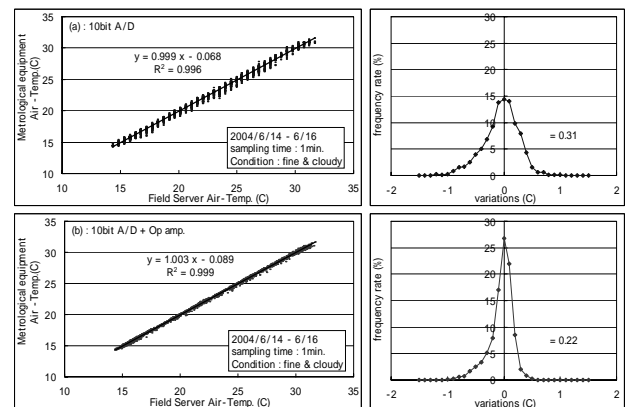 (a) : 10bit A/D
y = 0.999 x - 0.068
R² = 0.996
2004/6/14 - 6/16
sampling time : 1min.
Condition : fine & cloudy
Metrological equipment
Air - Temp.(C)
35
30
25
20
15
10
10 15 20 25 30 35
Field Server Air-Temp. (C)
frequency rate (%)
30
25
20
15
10
5
0
= 0.31
-2 -1 0 1 2
variations (C)
(b) : 10bit A/D + Op amp.
y = 1.003 x - 0.089
R² = 0.999
2004/6/14 - 6/16
sampling time : 1min.
Condition : fine & cloudy
Metrological equipment
Air - Temp.(C)
35
30
25
20
15
10
10 15 20 25 30 35
Field Server Air-Temp. (C)
frequency rate (%)
30
25
20
15
10
5
0
= 0.22
-2 -1 0 1 2
variations (C)